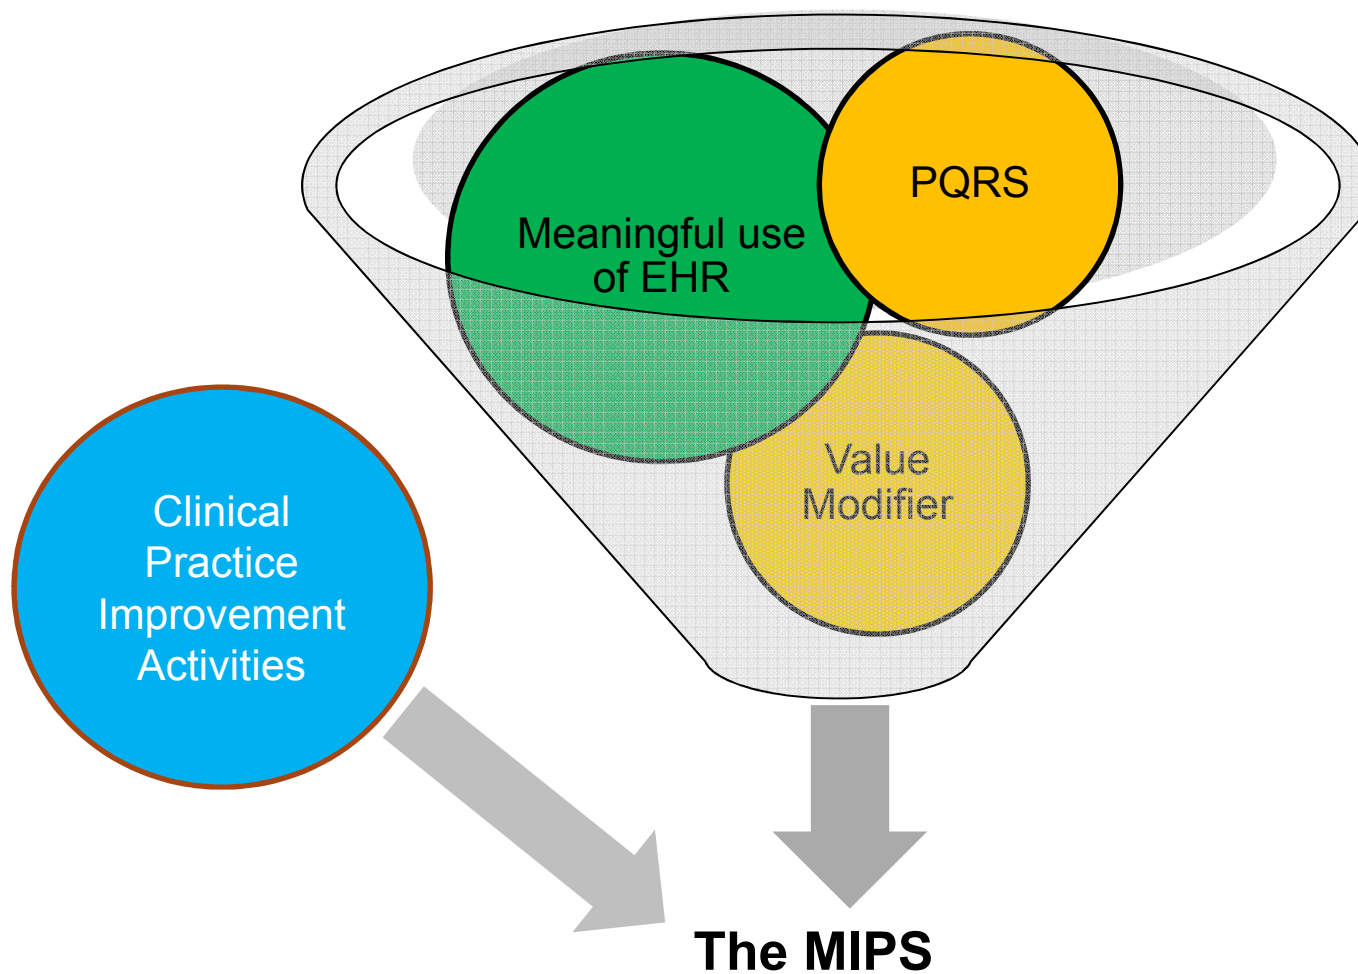 Meaningful use
of EHR
PQRS
Value
Modifier
Clinical
Practice
Improvement
Activities
The MIPS